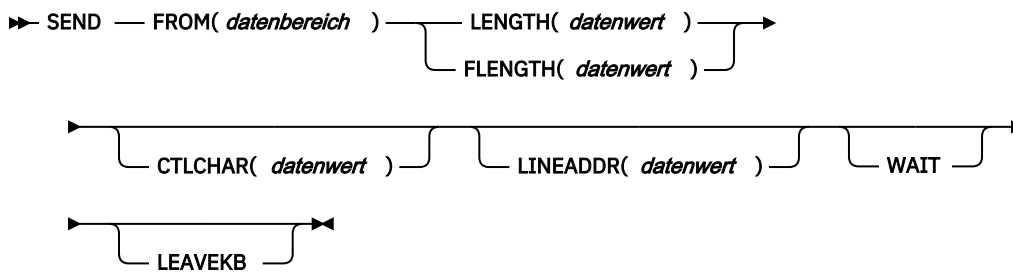 SEND FROM( datenbereich ) LENGTH( datenwert )
FLENGTH( datenwert )
CTLCHAR( datenwert ) LINEADDR( datenwert ) WAIT
LEAVEKB